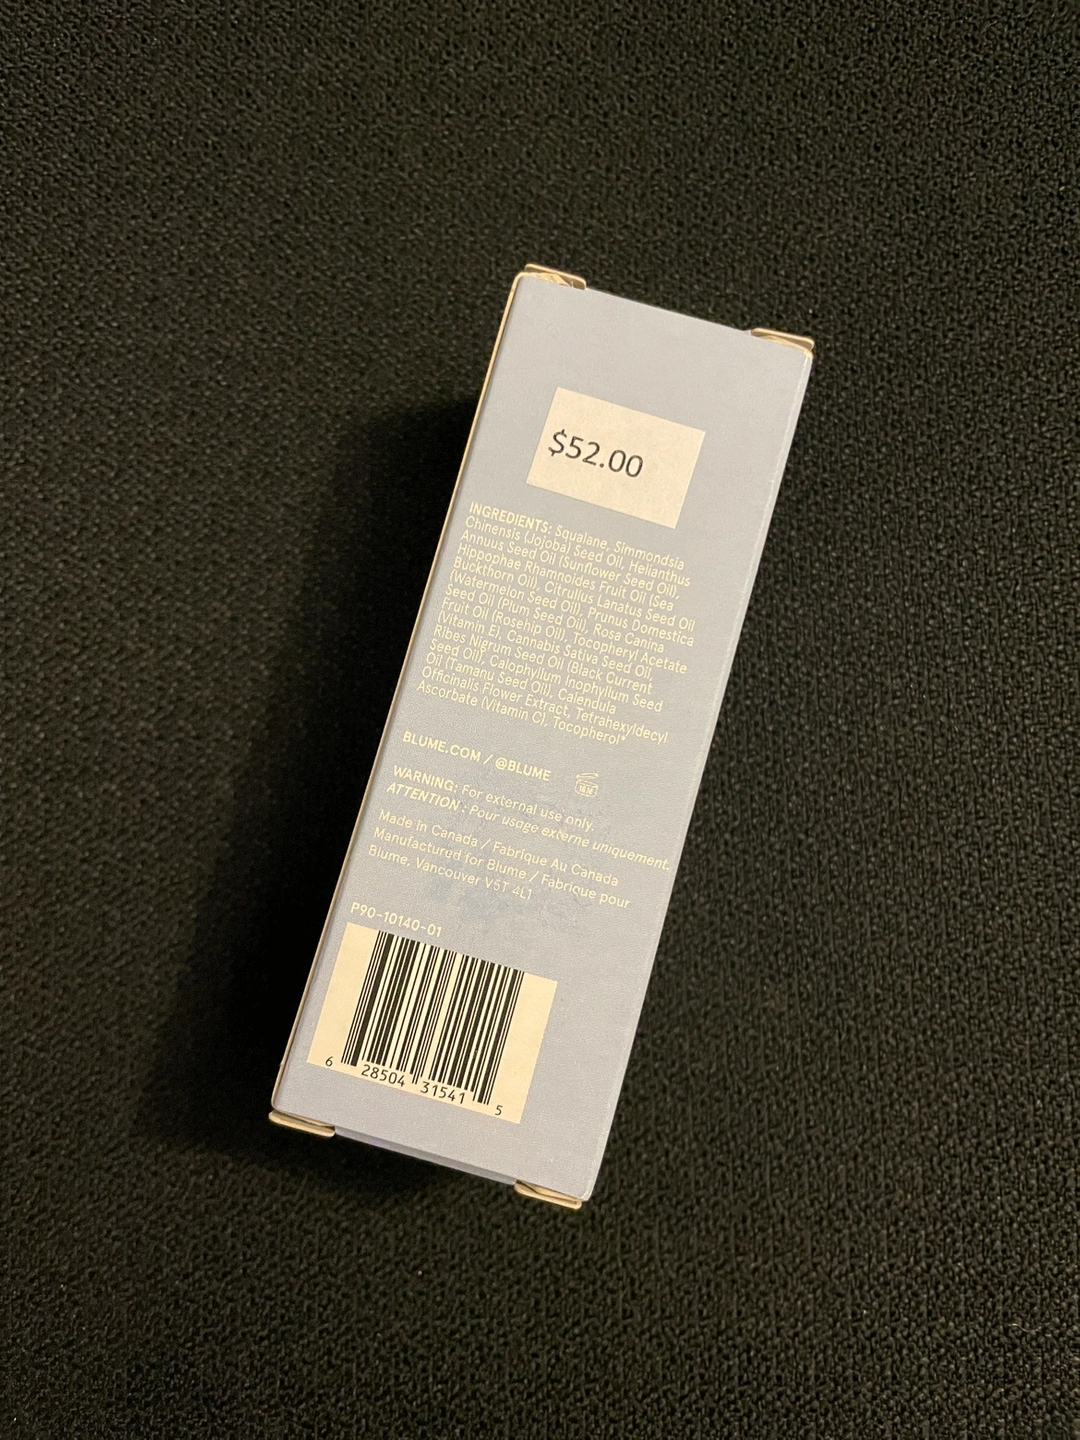 $52.00
INGREDIENTS: Squalane, Simmondsia
Chinensis (Jojoba) Seed Oil, Helianthus
Annuus Seed Oil (Sunflower Seed Oil),
Hippophae Rhamnoides Fruit Oil (Sea
Buckthorn Oil), Citrullus Lanatus Seed Oil
(Watermelon Seed Oil), Prunus Domestica
Seed Oil (Plum Seed Oil), Rosa Canina
Fruit Oil (Rosehip Oil), Tocopheryl Acetate
(Vitamin E), Cannabis Sativa Seed Oil,
Ribes Nigrum Seed Oil (Black Current
Seed Oil), Calophyllum Inophyllum Seed
Oil (Tamanu Seed Oil), Calendula
Officinalis Flower Extract, Tetrahexyldecyl
Ascorbate (Vitamin C), Tocopherol*
BLUME.COM / @BLUME
WARNING: For external use only.
ATTENTION : Pour usage externe uniquement.
Made in Canada / Fabrique Au Canada
Manufactured for Blume / Fabrique pour
Blume, Vancouver V5T 4L1
P90-10140-01
6 28504 31541 5